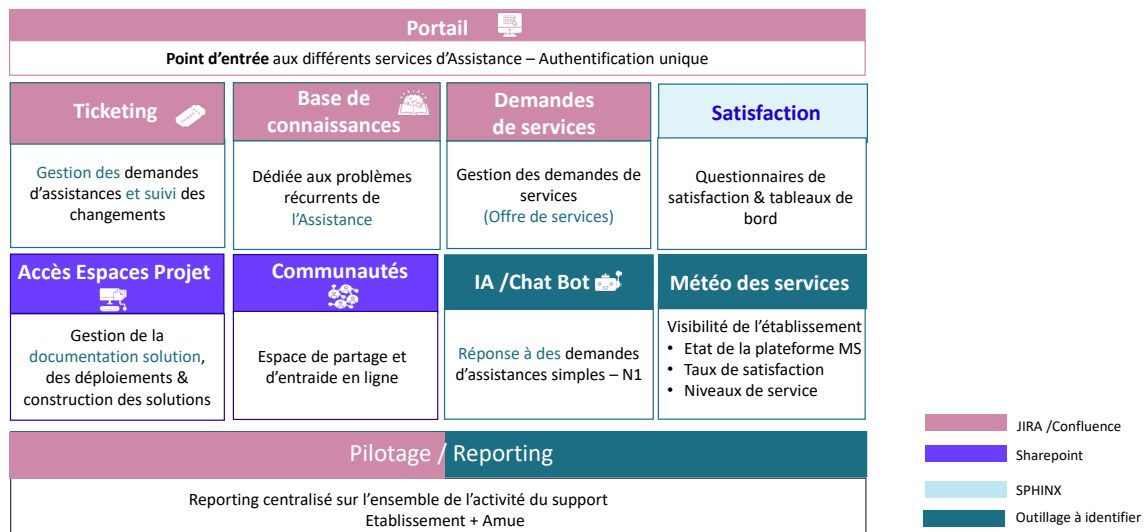 Portail
Point d'entrée aux différents services d'Assistance – Authentification unique
Ticketing
Gestion des demandes
d'assistances et suivi des
changements
Base de
connaissances
Dédiée aux problèmes
récurrents de
l'Assistance
Demandes
de services
Gestion des demandes de
services
(Offre de services)
Satisfaction
Questionnaires de
satisfaction & tableaux de
bord
Accès Espaces Projet
Gestion de la
documentation solution,
des déploiements &
construction des solutions
Communautés
Espace de partage et
d'entraide en ligne
IA /Chat Bot
Réponse à des demandes
d'assistances simples – N1
Météo des services
Visibilité de l'établissement
• Etat de la plateforme MS
• Taux de satisfaction
• Niveaux de service
Pilotage / Reporting
Reporting centralisé sur l'ensemble de l'activité du support
Etablissement + Amue
JIRA /Confluence
Sharepoint
SPHINX
Outillage à identifier